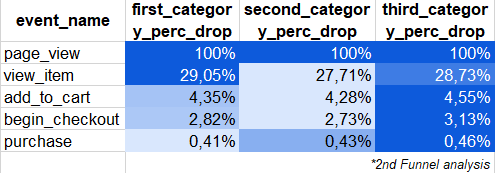 event_name first_categor second_categor third_categor
y_perc_drop y_perc_drop y_perc_drop
page_view 100% 100% 100%
view_item 29,05% 27,71% 28,73%
add_to_cart 4,35% 4,28% 4,55%
begin_checkout 2,82% 2,73% 3,13%
purchase 0,41% 0,43% 0,46%
*2nd Funnel analysis